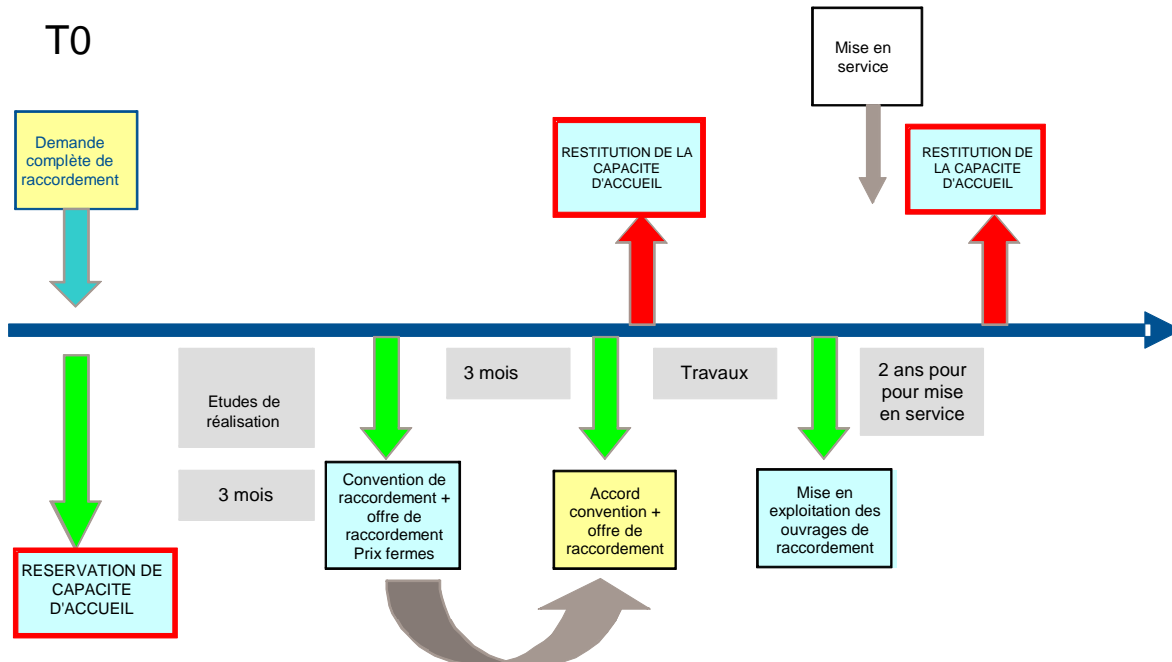 T0
Mise en
service
Demande
complète de
raccordement
RESTITUTION DE LA
CAPACITE
D'ACCUEIL
RESTITUTION DE
LA CAPACITE
D'ACCUEIL
Etudes de
réalisation
3 mois
3 mois
Travaux
2 ans pour
pour mise
en service
RESERVATION DE
CAPACITE
D'ACCUEIL
Convention de
raccordement +
offre de
raccordement
Prix fermes
Accord
convention +
offre de
raccordement
Mise en
exploitation des
ouvrages de
raccordement